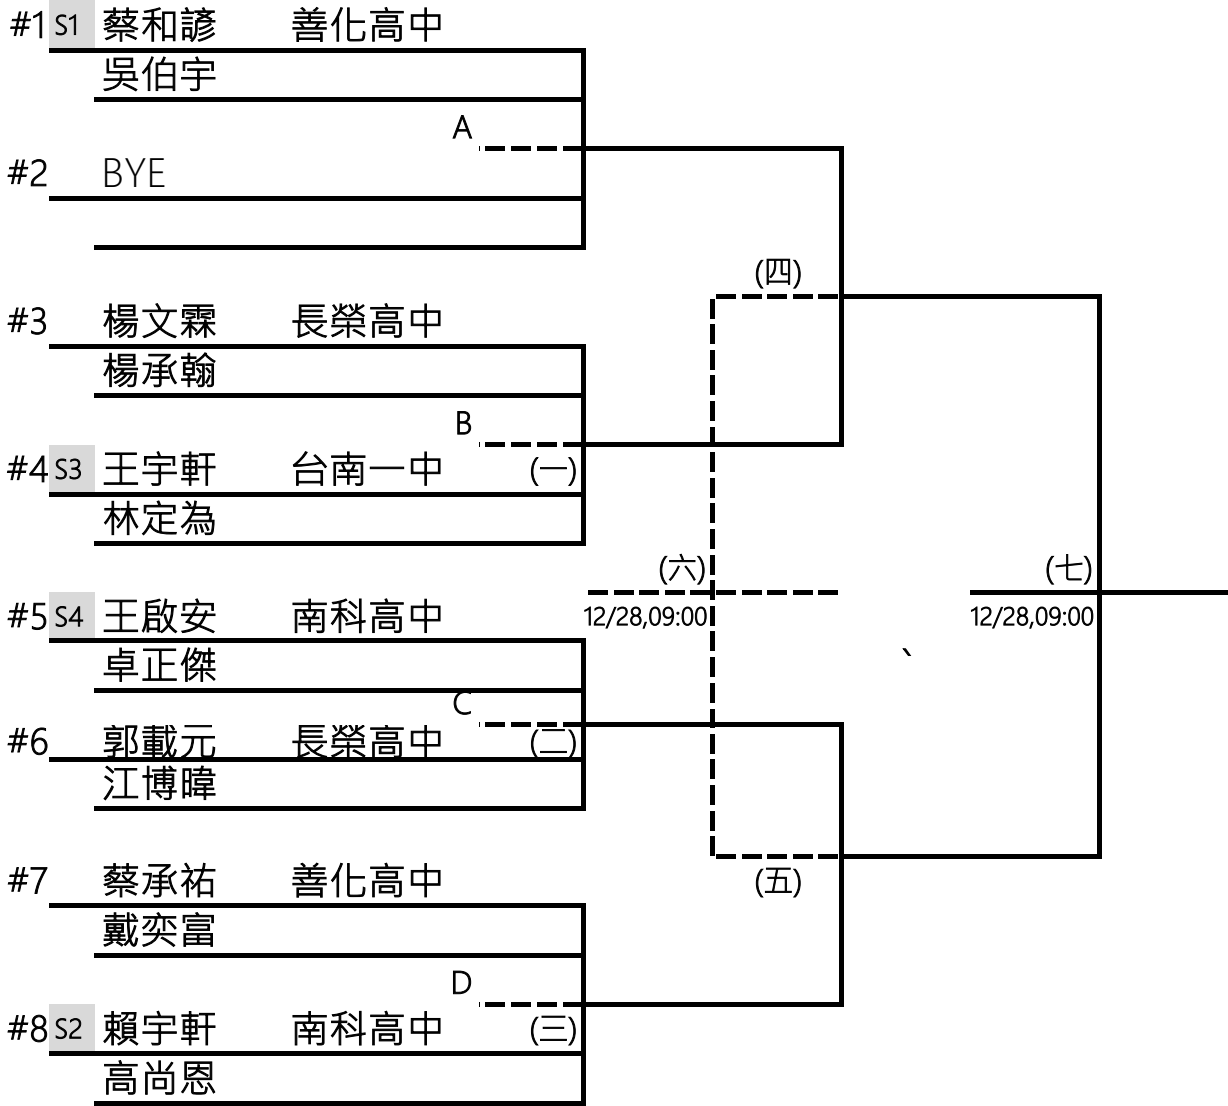 #1 S1 蔡和諺 善化高中
吳伯宇
A
#2 BYE
(四)
#3 楊文霖 長榮高中
楊承翰
B
#4 S3 王宇軒 台南一中 (一)
林定為
(六) (七)
#5 S4 王啟安 南科高中 12/28,09:00 12/28,09:00
卓正傑 、
C
#6 郭載元 長榮高中 (二)
江博暐
#7 蔡承祐 善化高中 (五)
戴奕富
D
#8 S2 賴宇軒 南科高中 (三)
高尚恩